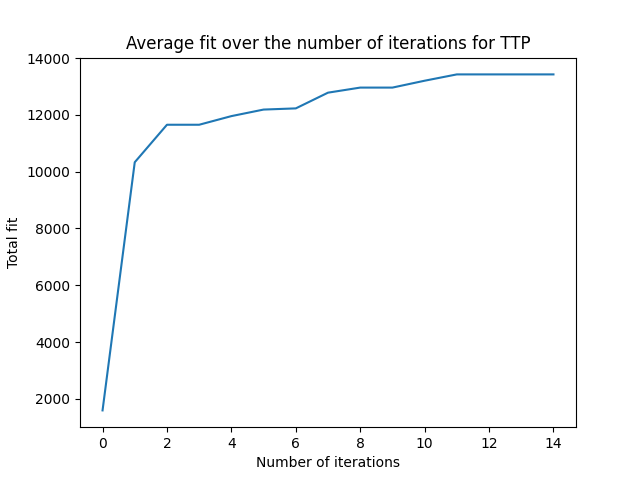 Average fit over the number of iterations for TTP
14000
12000
10000
8000
6000
4000
2000
Total fit
0 2 4 6 8 10 12 14
Number of iterations